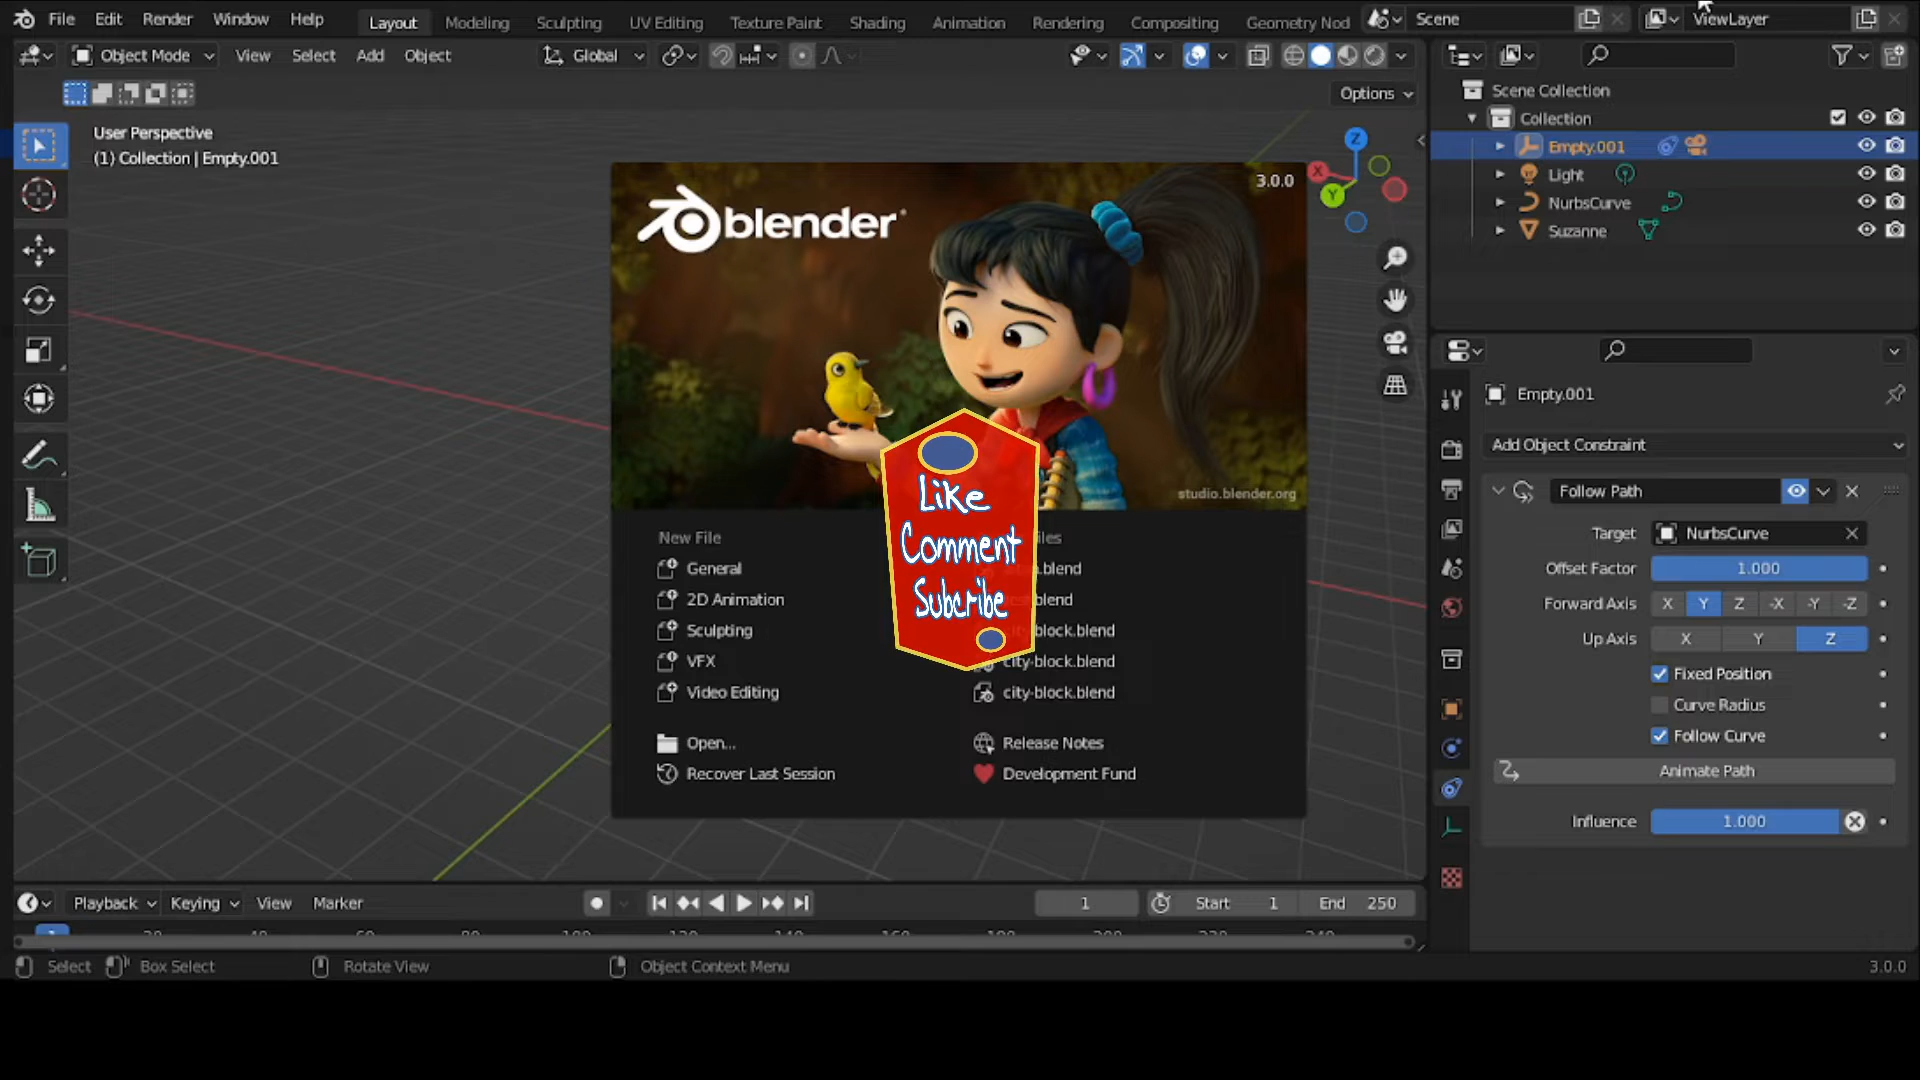 File Edit Render Window Help Layout Modeling Sculpting UV Editing Texture Paint Shading Animation Rendering Compositing Geometry Nod Scene ViewLayer
Object Mode View Select Add Object Global
Options
User Perspective
(1) Collection | Empty.001
Z
X
Y
Scene Collection
Collection
Empty.001
Light
NurbsCurve
Suzanne
blender
3.0.0
studio.blender.org
Like
Comment
Subcribe
New File
General
2D Animation
Sculpting
VFX
Video Editing
Open...
Recover Last Session
.blend
blend
block.blend
city-block.blend
city-block.blend
Release Notes
Development Fund
Empty.001
Add Object Constraint
Follow Path
Target NurbsCurve
Offset Factor 1.000
Forward Axis X Y Z -X -Y -Z
Up Axis X Y Z
Fixed Position
Curve Radius
Follow Curve
Animate Path
Influence 1.000
Playback Keying View Marker 1 Start 1 End 250
Select Box Select Rotate View Object Context Menu 3.0.0